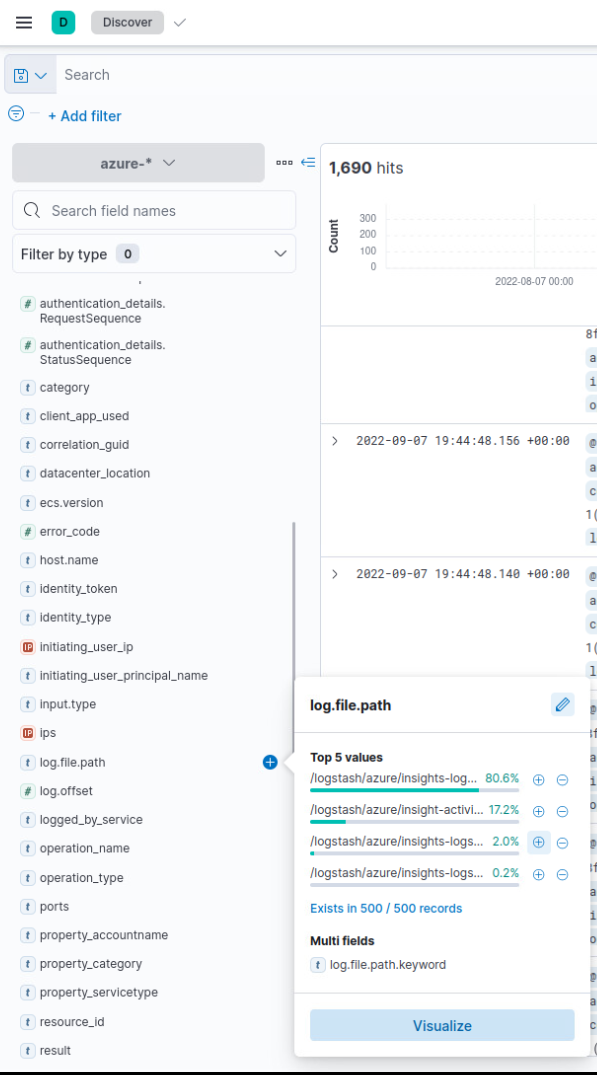 D Discover
Search
+ Add filter
azure-*
1,690 hits
Search field names
Filter by type 0
Count
300
200
100
0
2022-08-07 00:00
authentication_details.
RequestSequence
authentication_details.
StatusSequence
category
client_app_used
correlation_guid
datacenter_location
ecs.version
error_code
host.name
identity_token
identity_type
initiating_user_ip
initiating_user_principal_name
input.type
ips
log.file.path
log.offset
logged_by_service
operation_name
operation_type
ports
property_accountname
property_category
property_servicetype
resource_id
result
2022-09-07 19:44:48.156 +00:00
2022-09-07 19:44:48.140 +00:00
log.file.path
Top 5 values
/logstash/azure/insights-log... 80.6%
/logstash/azure/insight-activi... 17.2%
/logstash/azure/insights-logs... 2.0%
/logstash/azure/insights-logs... 0.2%
Exists in 500 / 500 records
Multi fields
t log.file.path.keyword
Visualize